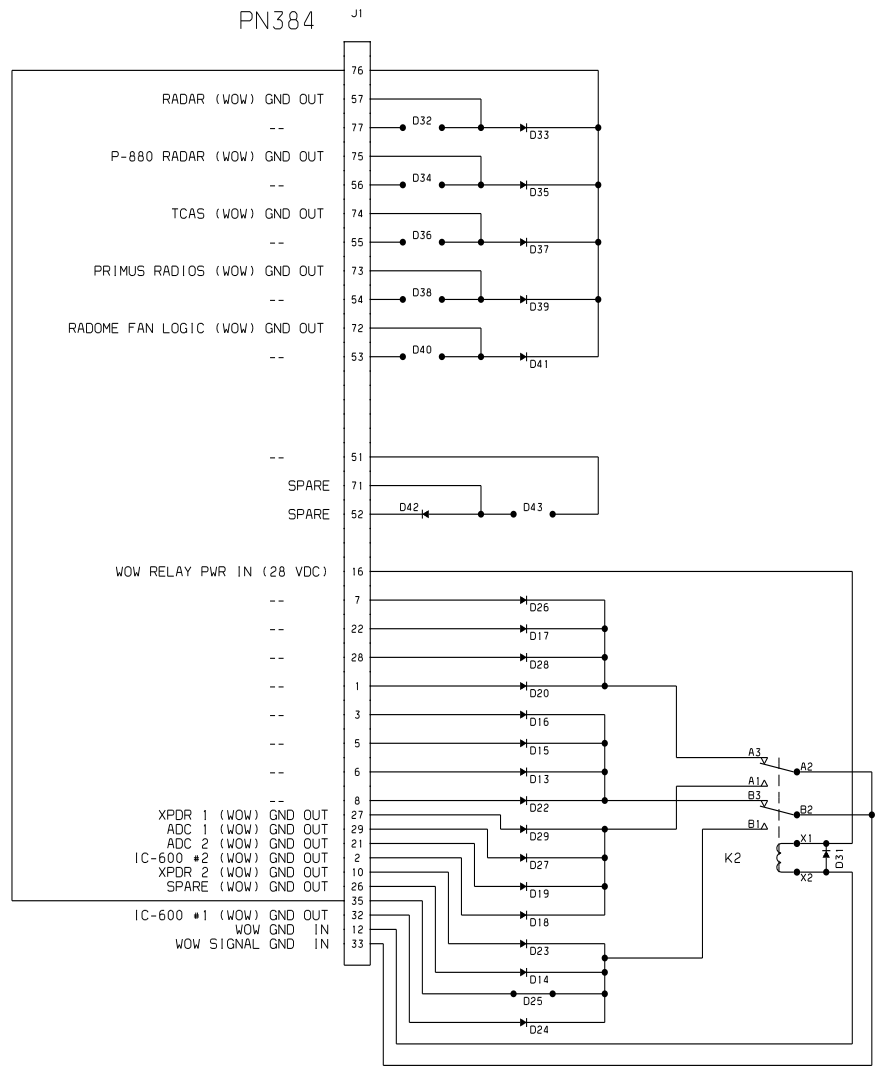 PN384
J1
76
RADAR (WOW) GND OUT 57
-- 77 D32 D33
P-880 RADAR (WOW) GND OUT 75
-- 56 D34 D35
TCAS (WOW) GND OUT 74
-- 55 D36 D37
PRIMUS RADIOS (WOW) GND OUT 73
-- 54 D38 D39
RADOME FAN LOGIC (WOW) GND OUT 72
-- 53 D40 D41
-- 51
SPARE 71
SPARE 52 D42 D43
WOW RELAY PWR IN (28 VDC) 16
-- 7 D26
-- 22 D17
-- 28 D28
-- 1 D20
-- 3 D16
-- 5 D15 A3
-- 6 D13 A2
A1
-- 8 D22 B3
XPDR 1 (WOW) GND OUT 27 B2
ADC 1 (WOW) GND OUT 29 D29 B1
ADC 2 (WOW) GND OUT 21 X1
IC-600 #2 (WOW) GND OUT 2 D27 K2 D31
XPDR 2 (WOW) GND OUT 10 X2
SPARE (WOW) GND OUT 26 D19
35
IC-600 #1 (WOW) GND OUT 32 D18
WOW GND IN 12
WOW SIGNAL GND IN 33 D23
D14
D25
D24